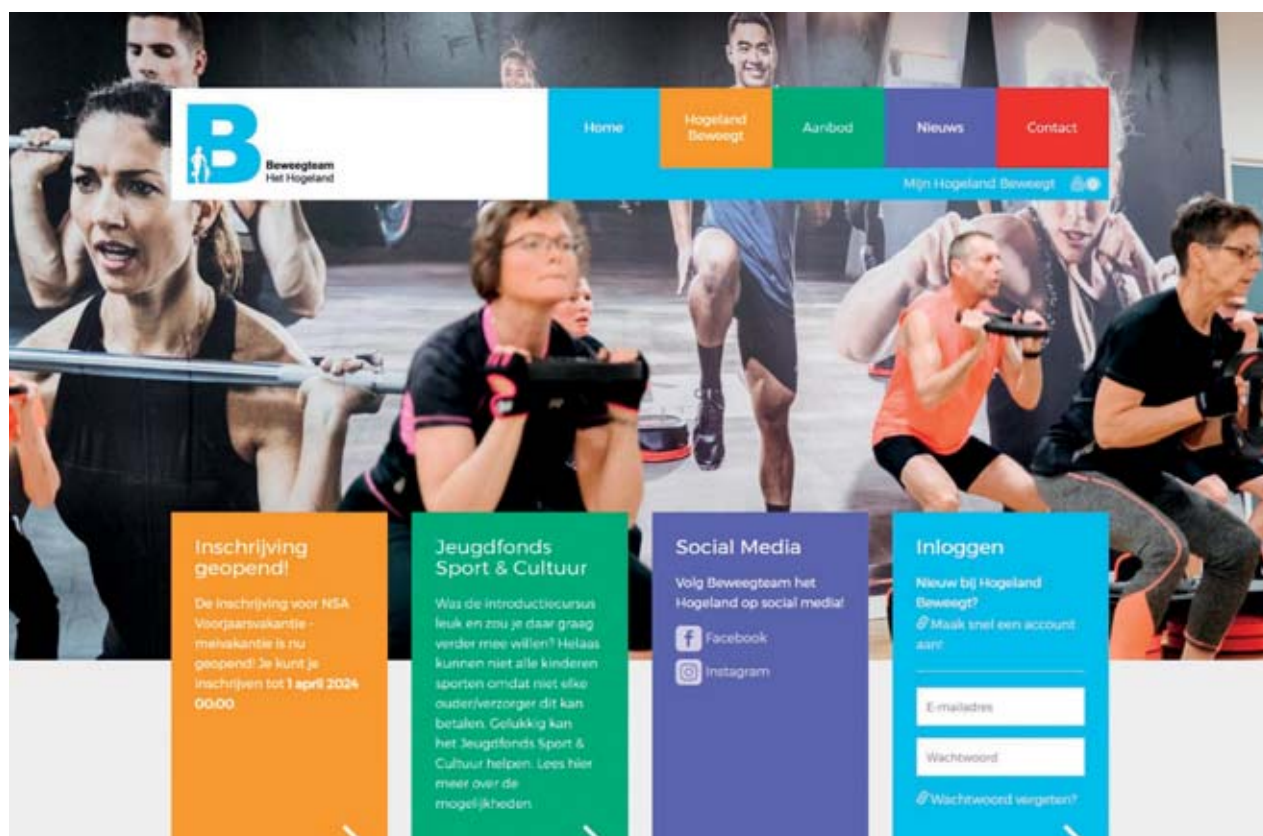 B
Beweegteam
Het Hogeland
Home
Hogeland
Beweegt
Aanbod
Nieuws
Contact
Mijn Hogeland Beweegt
Inschrijving
geopend!
De inschrijving voor NSA
Voorjaarsvakantie -
meivakantie is nu
geopend! Je kunt je
inschrijven tot 1 april 2024
00:00
Jeugdfonds
Sport & Cultuur
Was de introductiecursus
leuk en zou je daar graag
verder mee willen? Helaas
kunnen niet alle kinderen
sporten omdat niet elke
ouder/verzorger dit kan
betalen. Gelukkig kan
het Jeugdfonds Sport &
Cultuur helpen. Lees hier
meer over de
mogelijkheden
Social Media
Volg Beweegteam het
Hogeland op social media!
Facebook
Instagram
Inloggen
Nieuw bij Hogeland
Beweegt?
Maak snel een account
aan!
E-mailadres
Wachtwoord
Wachtwoord vergeten?